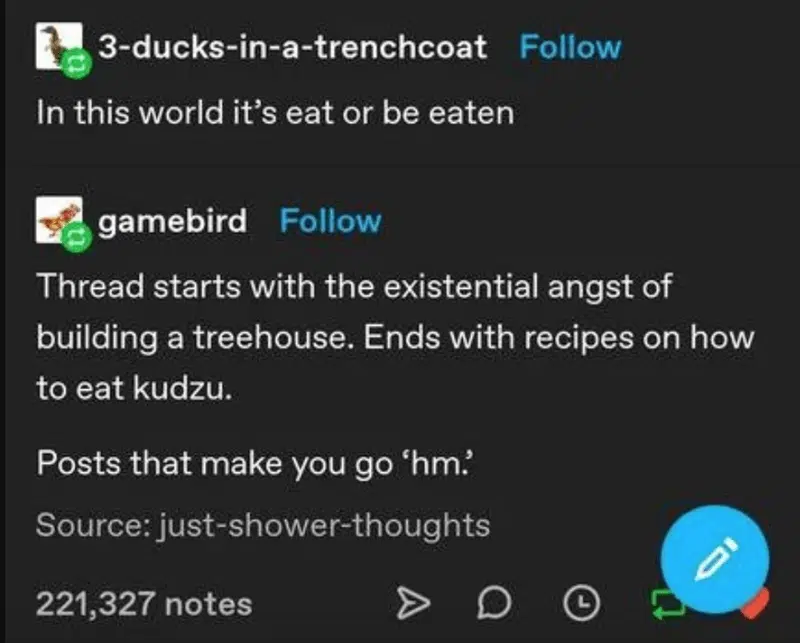 3-ducks-in-a-trenchcoat Follow
In this world it’s eat or be eaten
gamebird Follow
Thread starts with the existential angst of
building a treehouse. Ends with recipes on how
to eat kudzu.
Posts that make you go ‘hm.’
Source: just-shower-thoughts
221,327 notes